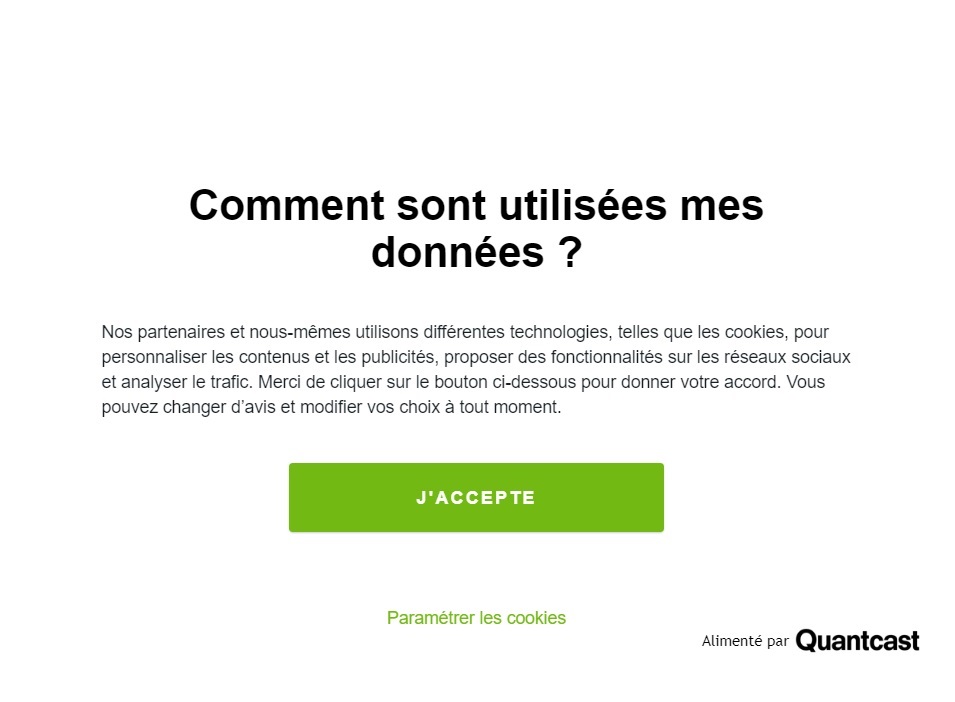 Comment sont utilisées mes
données ?
Nos partenaires et nous-mêmes utilisons différentes technologies, telles que les cookies, pour
personnaliser les contenus et les publicités, proposer des fonctionnalités sur les réseaux sociaux
et analyser le trafic. Merci de cliquer sur le bouton ci-dessous pour donner votre accord. Vous
pouvez changer d’avis et modifier vos choix à tout moment.
J'ACCEPTE
Paramétrer les cookies
Alimenté par Quantcast